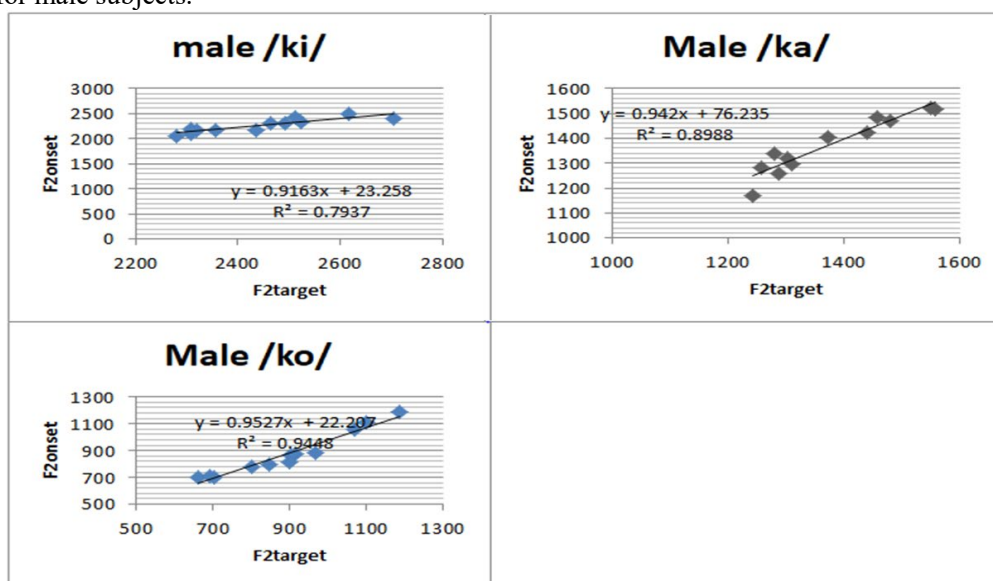 for male subjects.
male /ki/
3000
2500
2000
1500
1000
500
0
F2onset
y = 0.9163x + 23.258
R² = 0.7937
2200 2400 2600 2800
F2target
Male /ka/
1600
1500
1400
1300
1200
1100
1000
F2onset
y = 0.942x + 76.235
R² = 0.8988
1000 1200 1400 1600
F2target
Male /ko/
1300
1100
900
700
500
F2onset
y = 0.9527x + 22.207
R² = 0.9448
500 700 900 1100 1300
F2target